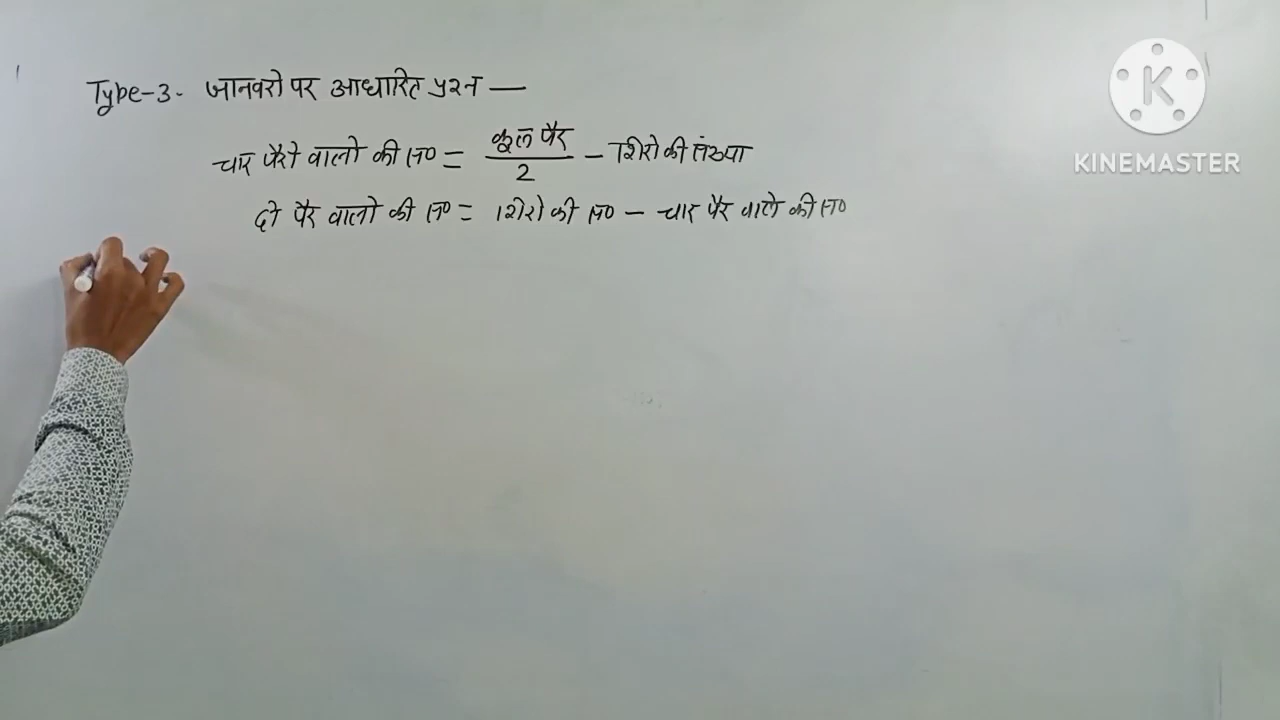 Type-3- जानवरो पर आधारित प्रश्न —
चार पैरो वालो की सं० = कुल पैर / 2 – शिरो की संख्या
दो पैर वालो की सं० = शिरो की सं० – चार पैर वाले की सं०
K
KINEMASTER